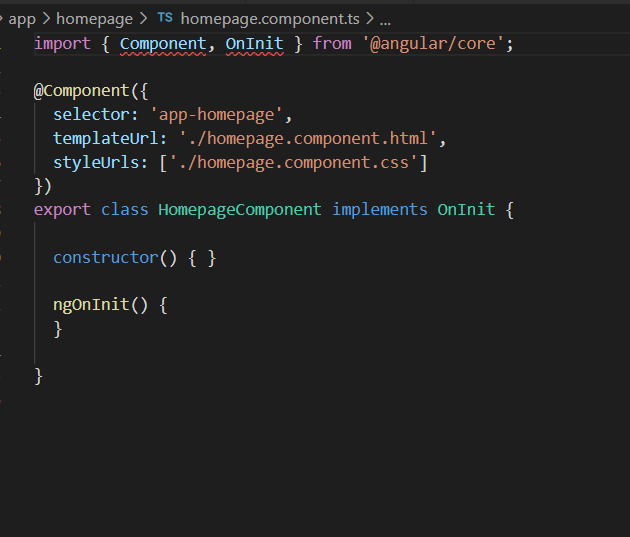 app > homepage > TS homepage.component.ts > ...
import { Component, OnInit } from '@angular/core';
@Component({
  selector: 'app-homepage',
  templateUrl: './homepage.component.html',
  styleUrls: ['./homepage.component.css']
})
export class HomepageComponent implements OnInit {
  constructor() { }
  ngOnInit() {
  }
}